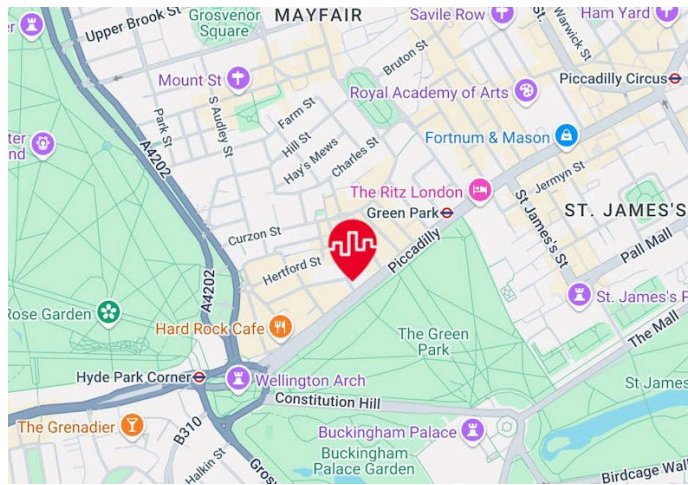 MAYFAIR
Savile Row
Ham Yard
Grosvenor
Square
Upper Brook St
St.
Warwick St
Bruton St
Piccadilly Circus
Mount St
Royal Academy of Arts
Park St
S Audley St
Farm St
Hill St
Hay's Mews
Charles St
Fortnum & Mason
A4202
Jermyn St
The Ritz London
Green Park
St James's St
ST. JAMES'S
Curzon St
Piccadilly
Pall Mall
Hertford St
A4202
St. James's P
Rose Garden
Hard Rock Cafe
The Green
Park
The Mall
Hyde Park Corner
Wellington Arch
St James
Constitution Hill
The Grenadier
B310
Buckingham Palace
Halkin St
Buckingham
Palace Garden
Birdcage Wal
Gros